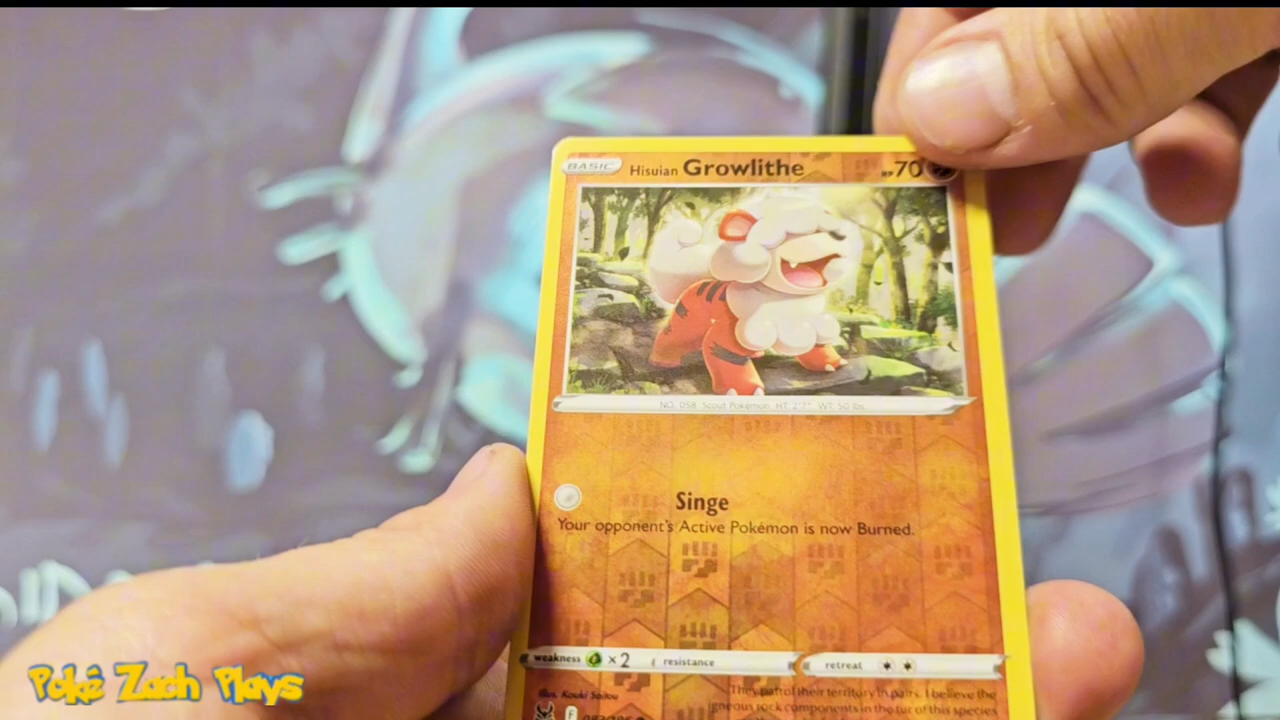 BASIC Hisuian Growlithe HP 70
NO. 058 Scout Pokémon HT: 2'7" WT: 50 lbs.
Singe
Your opponent's Active Pokémon is now Burned.
weakness ×2 resistance retreat
Illus. Kouki Saitou
They patrol their territory in pairs. I believe the
igneous rock components in the fur of this species
F
Poké Zach Plays